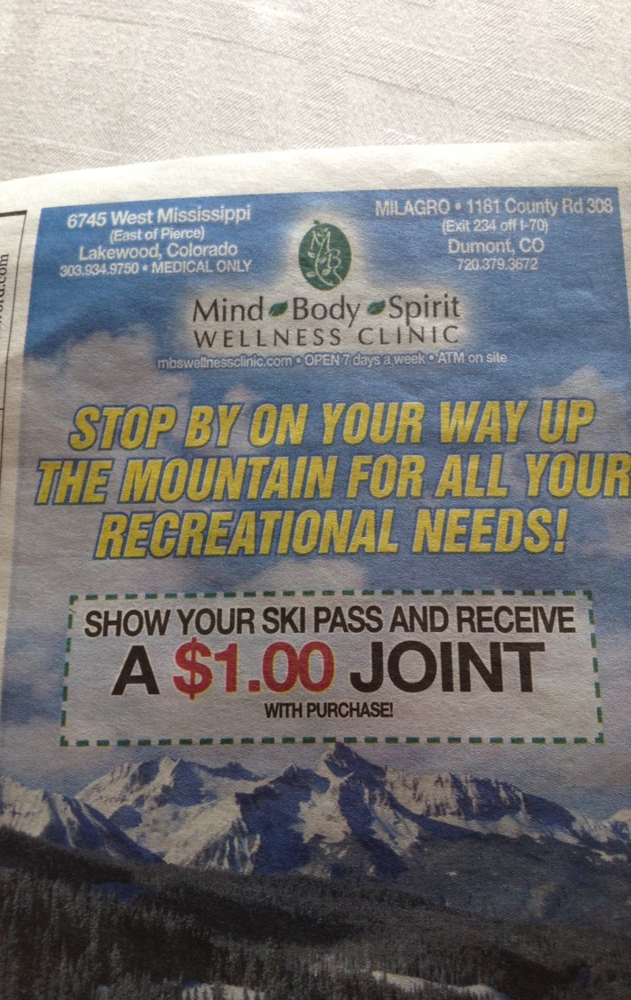 6745 West Mississippi
(East of Pierce)
Lakewood, Colorado
303.934.9750 • MEDICAL ONLY
MILAGRO • 1181 County Rd 308
(Exit 234 off I-70)
Dumont, CO
720.379.3672
MBS
Mind Body Spirit
WELLNESS CLINIC
mbswellnessclinic.com • OPEN 7 days a week • ATM on site
STOP BY ON YOUR WAY UP
THE MOUNTAIN FOR ALL YOUR
RECREATIONAL NEEDS!
SHOW YOUR SKI PASS AND RECEIVE
A $1.00 JOINT
WITH PURCHASE!